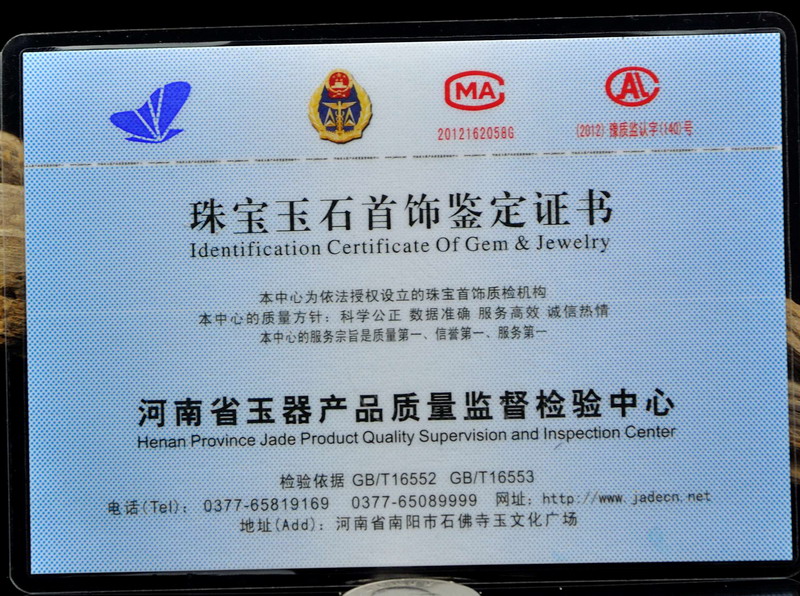 MA
AL
2012162058G
(2012) 豫质监认字(140)号
珠宝玉石首饰鉴定证书
Identification Certificate Of Gem & Jewelry
本中心为依法授权设立的珠宝首饰质检机构
本中心的质量方针：科学公正 数据准确 服务高效 诚信热情
本中心的服务宗旨是质量第一、信誉第一、服务第一
河南省玉器产品质量监督检验中心
Henan Province Jade Product Quality Supervision and Inspection Center
检验依据 GB/T16552 GB/T16553
电话(Tel)： 0377-65819169 0377-65089999 网址：http://www.jadecn.net
地址(Add)：河南省南阳市石佛寺玉文化广场